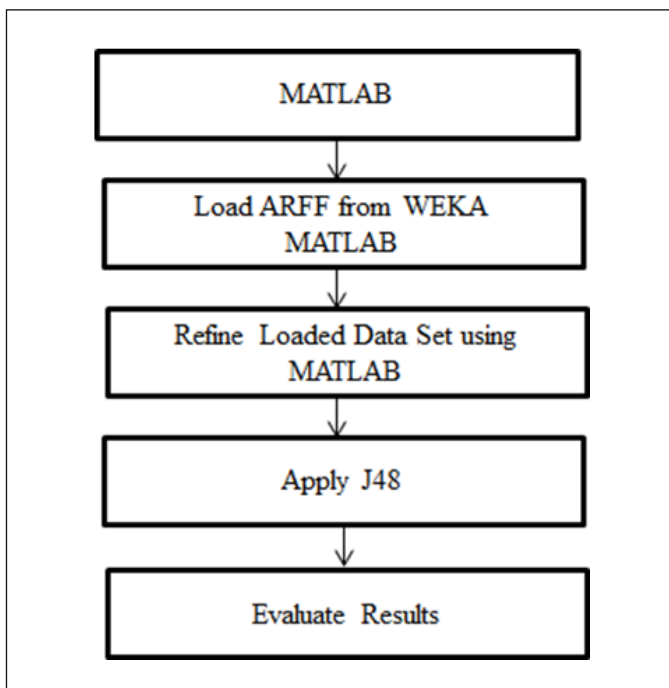 MATLAB
Load ARFF from WEKA
MATLAB
Refine Loaded Data Set using
MATLAB
Apply J48
Evaluate Results